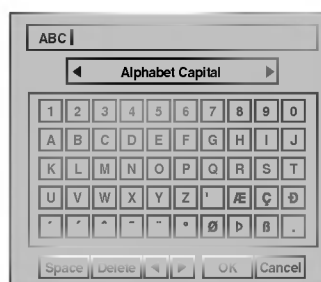 ABC
Alphabet Capital
1 2 3 4 5 6 7 8 9 0
A B C D E F G H I J
K L M N O P Q R S T
U V W X Y Z Æ Ç Ð
´ ´ ^ ~ ¨ ° Ø Þ ß .
Space Delete OK Cancel